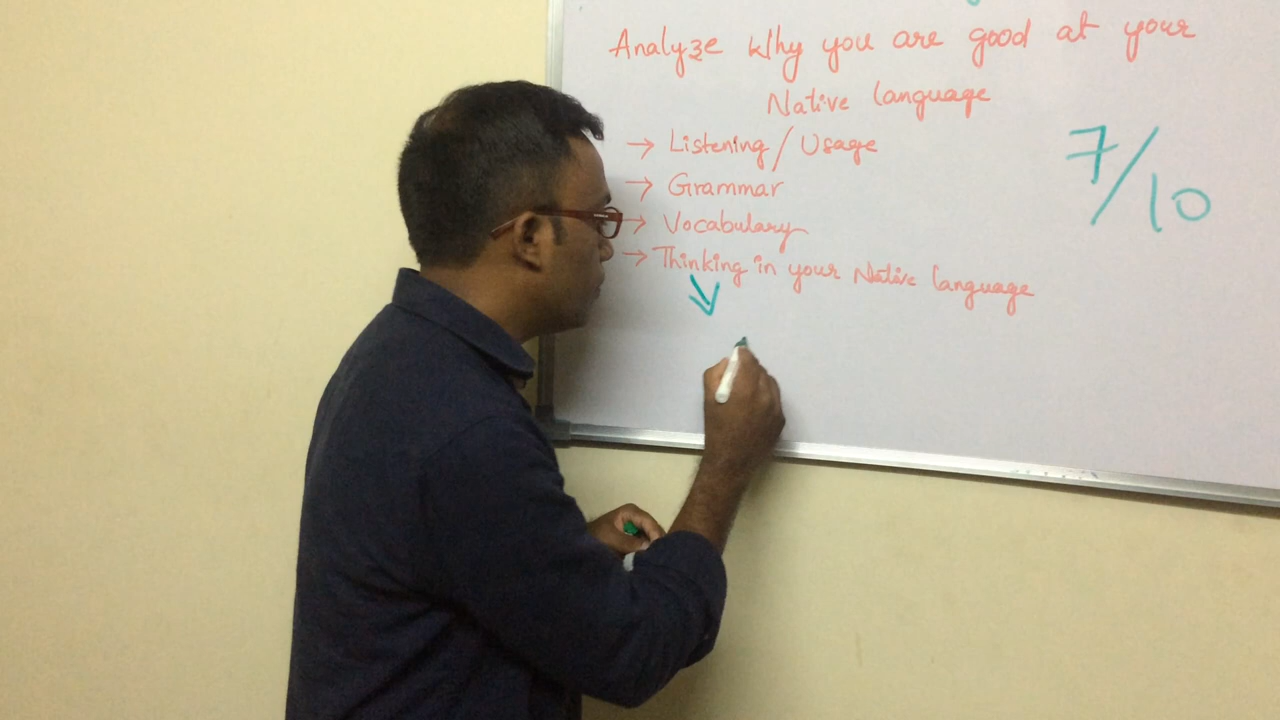 Analyze Why you are good at your
Native language
→ Listening / Usage
→ Grammar
→ Vocabulary
→ Thinking in your Native language
7/10